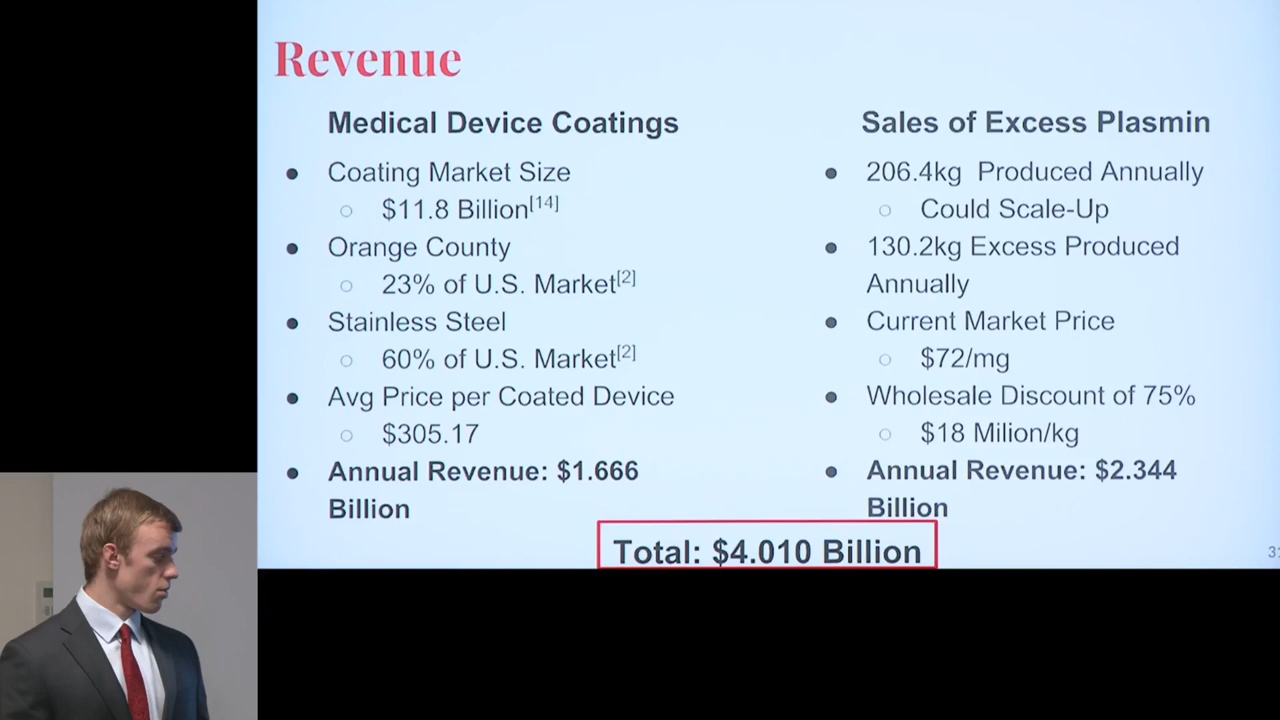 Revenue
Medical Device Coatings
● Coating Market Size
○ $11.8 Billion[14]
● Orange County
○ 23% of U.S. Market[2]
● Stainless Steel
○ 60% of U.S. Market[2]
● Avg Price per Coated Device
○ $305.17
● Annual Revenue: $1.666
Billion
Sales of Excess Plasmin
● 206.4kg Produced Annually
○ Could Scale-Up
● 130.2kg Excess Produced
Annually
● Current Market Price
○ $72/mg
● Wholesale Discount of 75%
○ $18 Milion/kg
● Annual Revenue: $2.344
Billion
Total: $4.010 Billion